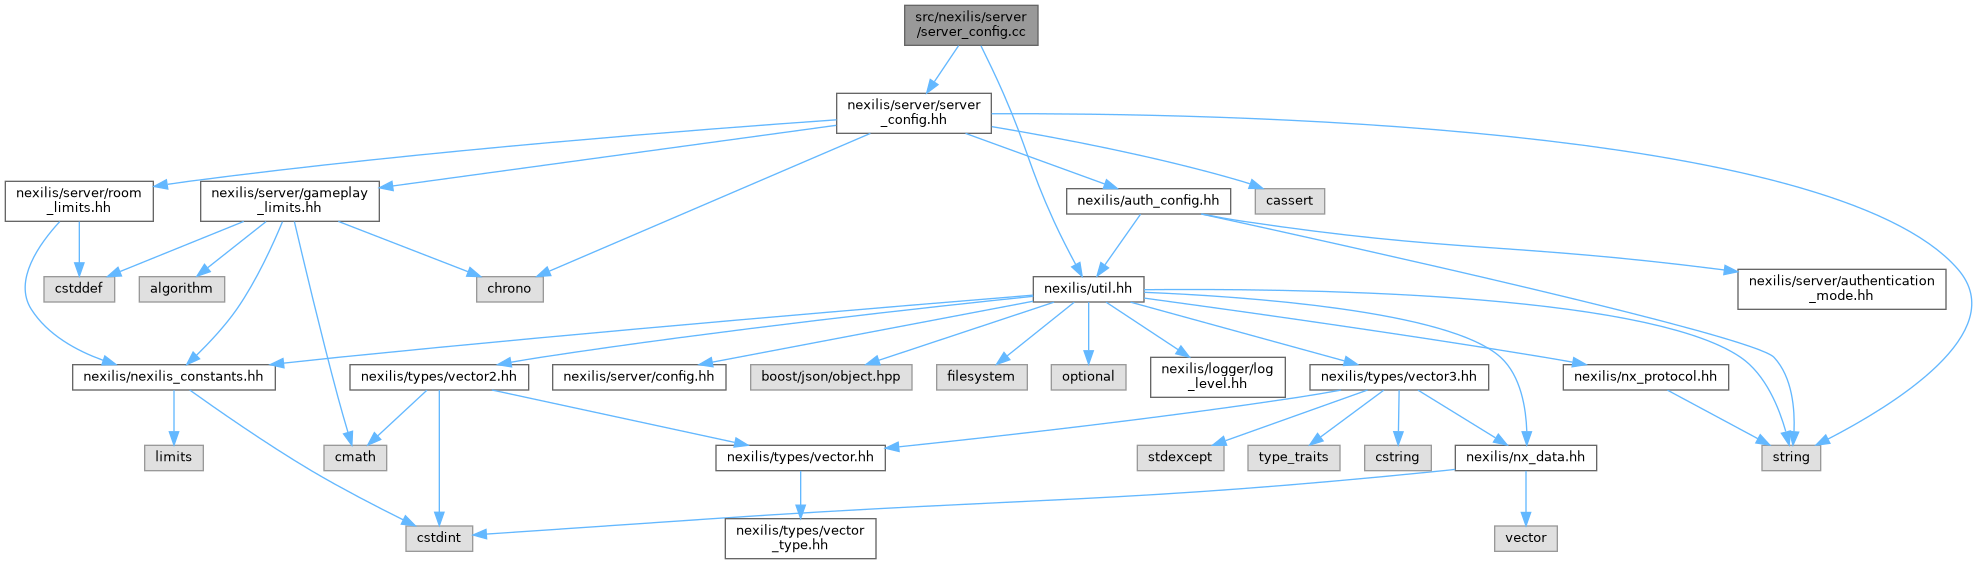 src/nexilis/server
/server_config.cc
nexilis/server/server
_config.hh
nexilis/server/room
_limits.hh
nexilis/server/gameplay
_limits.hh
nexilis/auth_config.hh
cassert
cstddef
algorithm
chrono
nexilis/util.hh
nexilis/server/authentication
_mode.hh
nexilis/nexilis_constants.hh
nexilis/types/vector2.hh
nexilis/server/config.hh
boost/json/object.hpp
filesystem
optional
nexilis/logger/log
_level.hh
nexilis/types/vector3.hh
nexilis/nx_protocol.hh
limits
cmath
nexilis/types/vector.hh
stdexcept
type_traits
cstring
nexilis/nx_data.hh
string
cstdint
nexilis/types/vector
_type.hh
vector